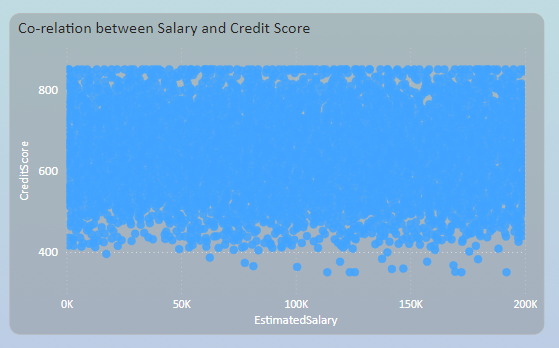 Co-relation between Salary and Credit Score
800
600
400
CreditScore
0K 50K 100K 150K 200K
EstimatedSalary